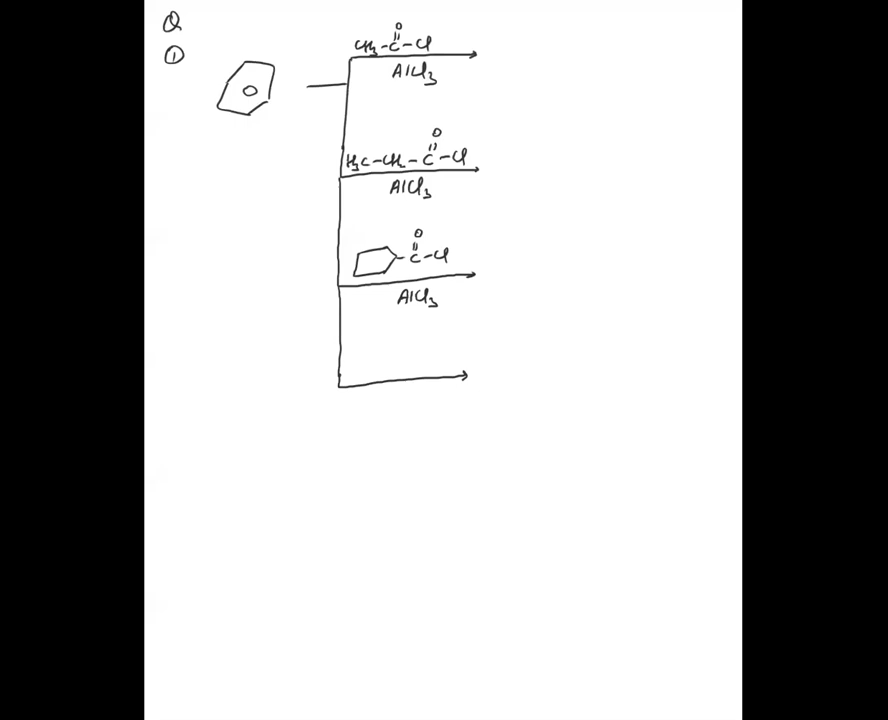 Q
①
O
CH₃-C-Cl
AlCl₃
O
H₃C-CH₂-C-Cl
AlCl₃
O
C-Cl
AlCl₃